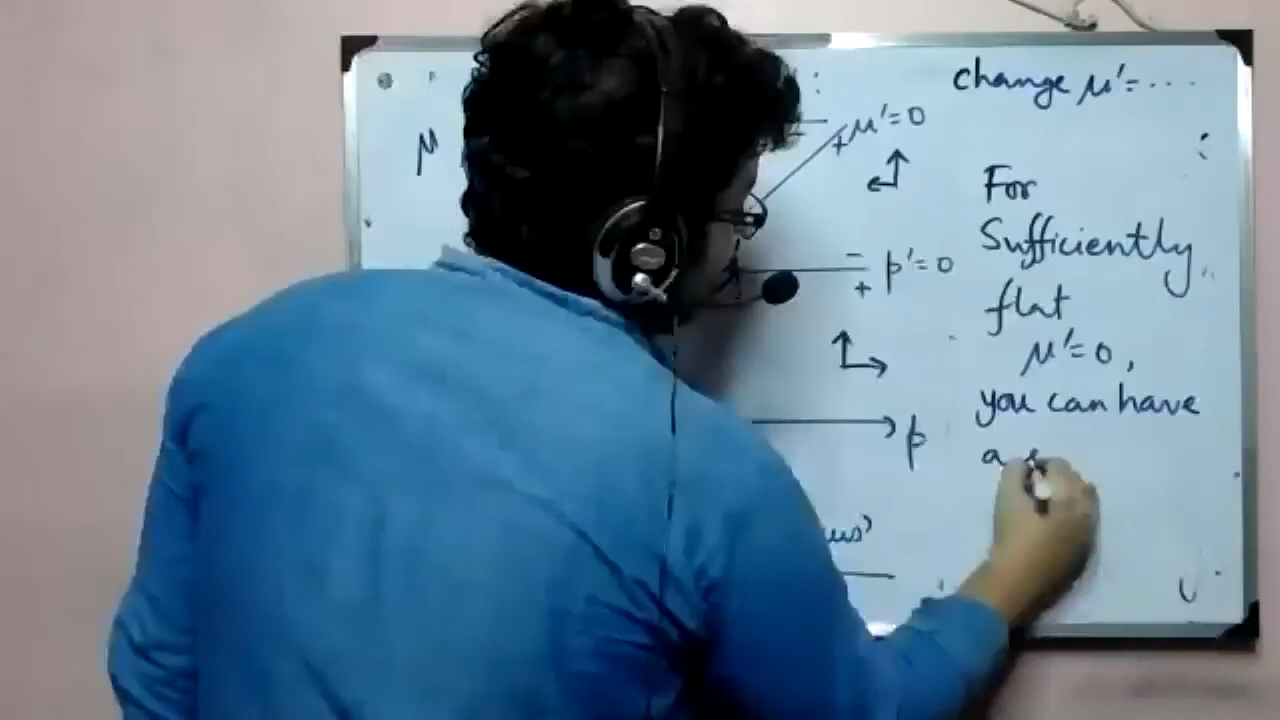 change μ'=....
μ
+ μ'=0
For
Sufficiently
flat
μ'=0,
you can have
a
-
+ p'=0
p